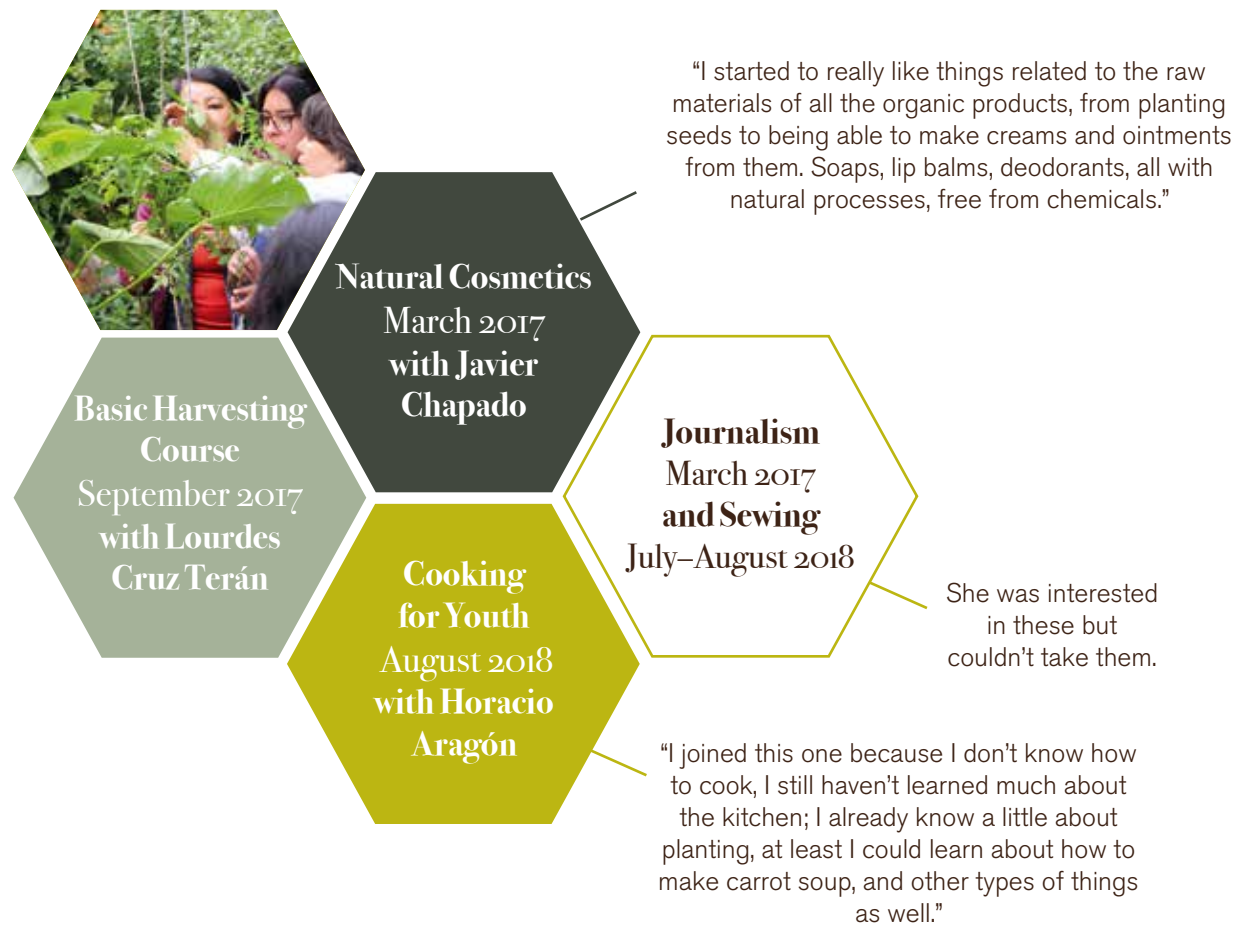 “I started to really like things related to the raw
materials of all the organic products, from planting
seeds to being able to make creams and ointments
from them. Soaps, lip balms, deodorants, all with
natural processes, free from chemicals.”
Natural Cosmetics
March 2017
with Javier
Chapado
Basic Harvesting
Course
September 2017
with Lourdes
Cruz Terán
Journalism
March 2017
and Sewing
July–August 2018
She was interested
in these but
couldn’t take them.
Cooking
for Youth
August 2018
with Horacio
Aragón
“I joined this one because I don’t know how
to cook, I still haven’t learned much about
the kitchen; I already know a little about
planting, at least I could learn about how to
make carrot soup, and other types of things
as well.”